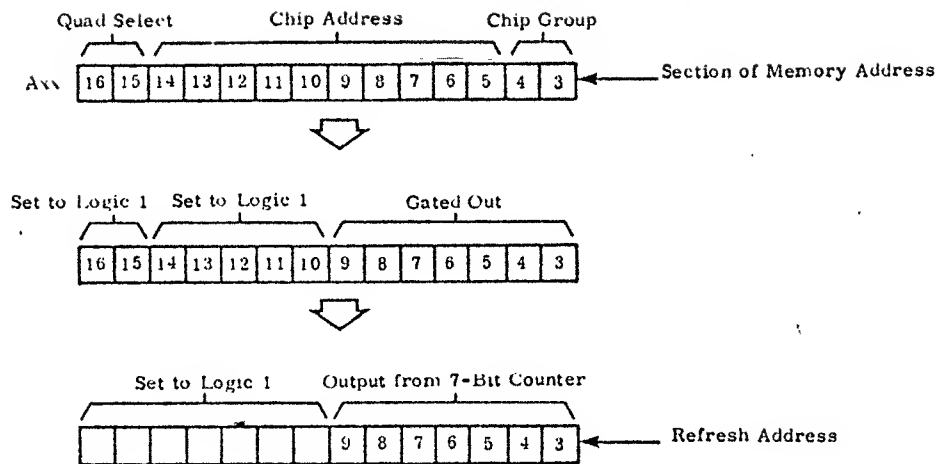 Quad Select Chip Address Chip Group
Axx 16 15 14 13 12 11 10 9 8 7 6 5 4 3 Section of Memory Address
Set to Logic 1 Set to Logic 1 Gated Out
16 15 14 13 12 11 10 9 8 7 6 5 4 3
Set to Logic 1 Output from 7-Bit Counter
9 8 7 6 5 4 3 Refresh Address